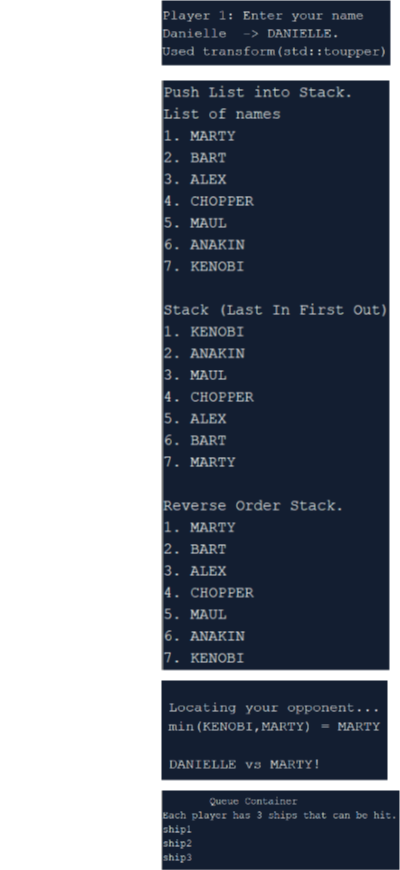 Player 1: Enter your name
Danielle  -> DANIELLE.
Used transform(std::toupper)
Push List into Stack.
List of names
1. MARTY
2. BART
3. ALEX
4. CHOPPER
5. MAUL
6. ANAKIN
7. KENOBI
Stack (Last In First Out)
1. KENOBI
2. ANAKIN
3. MAUL
4. CHOPPER
5. ALEX
6. BART
7. MARTY
Reverse Order Stack.
1. MARTY
2. BART
3. ALEX
4. CHOPPER
5. MAUL
6. ANAKIN
7. KENOBI
Locating your opponent...
min(KENOBI,MARTY) = MARTY
DANIELLE vs MARTY!
Queue Container
Each player has 3 ships that can be hit.
ship1
ship2
ship3